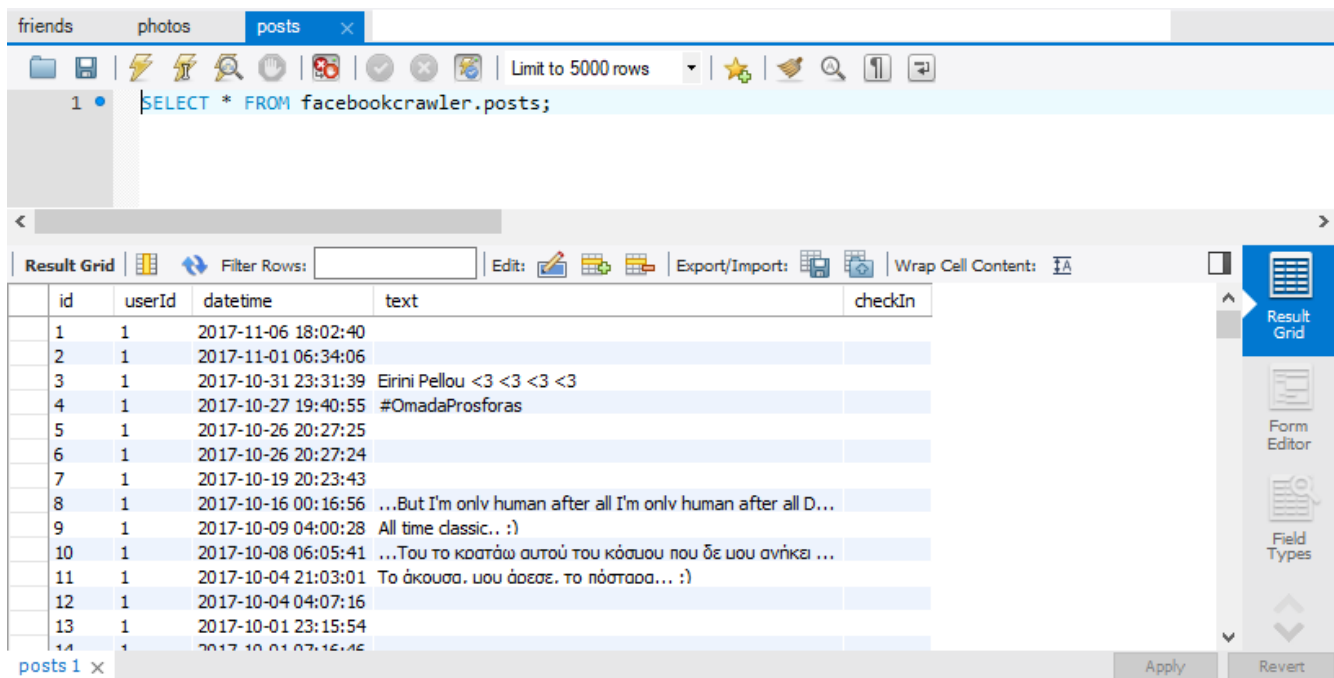 friends photos posts
Limit to 5000 rows
1 SELECT * FROM facebookcrawler.posts;
Result Grid Filter Rows: Edit: Export/Import: Wrap Cell Content:
id userId datetime text checkIn
1 1 2017-11-06 18:02:40
2 1 2017-11-01 06:34:06
3 1 2017-10-31 23:31:39 Eirini Pellou <3 <3 <3 <3
4 1 2017-10-27 19:40:55 #OmadaProsforas
5 1 2017-10-26 20:27:25
6 1 2017-10-26 20:27:24
7 1 2017-10-19 20:23:43
8 1 2017-10-16 00:16:56 ...But I'm only human after all I'm only human after all D...
9 1 2017-10-09 04:00:28 All time classic.. :)
10 1 2017-10-08 06:05:41 ...Του το κρατάω αυτού του κόσμου που δε μου ανήκει ...
11 1 2017-10-04 21:03:01 Το άκουσα, μου άρεσε, το πόσταρα... :)
12 1 2017-10-04 04:07:16
13 1 2017-10-01 23:15:54
14 1 2017-10-01 07:16:46
Result
Grid
Form
Editor
Field
Types
posts 1 Apply Revert